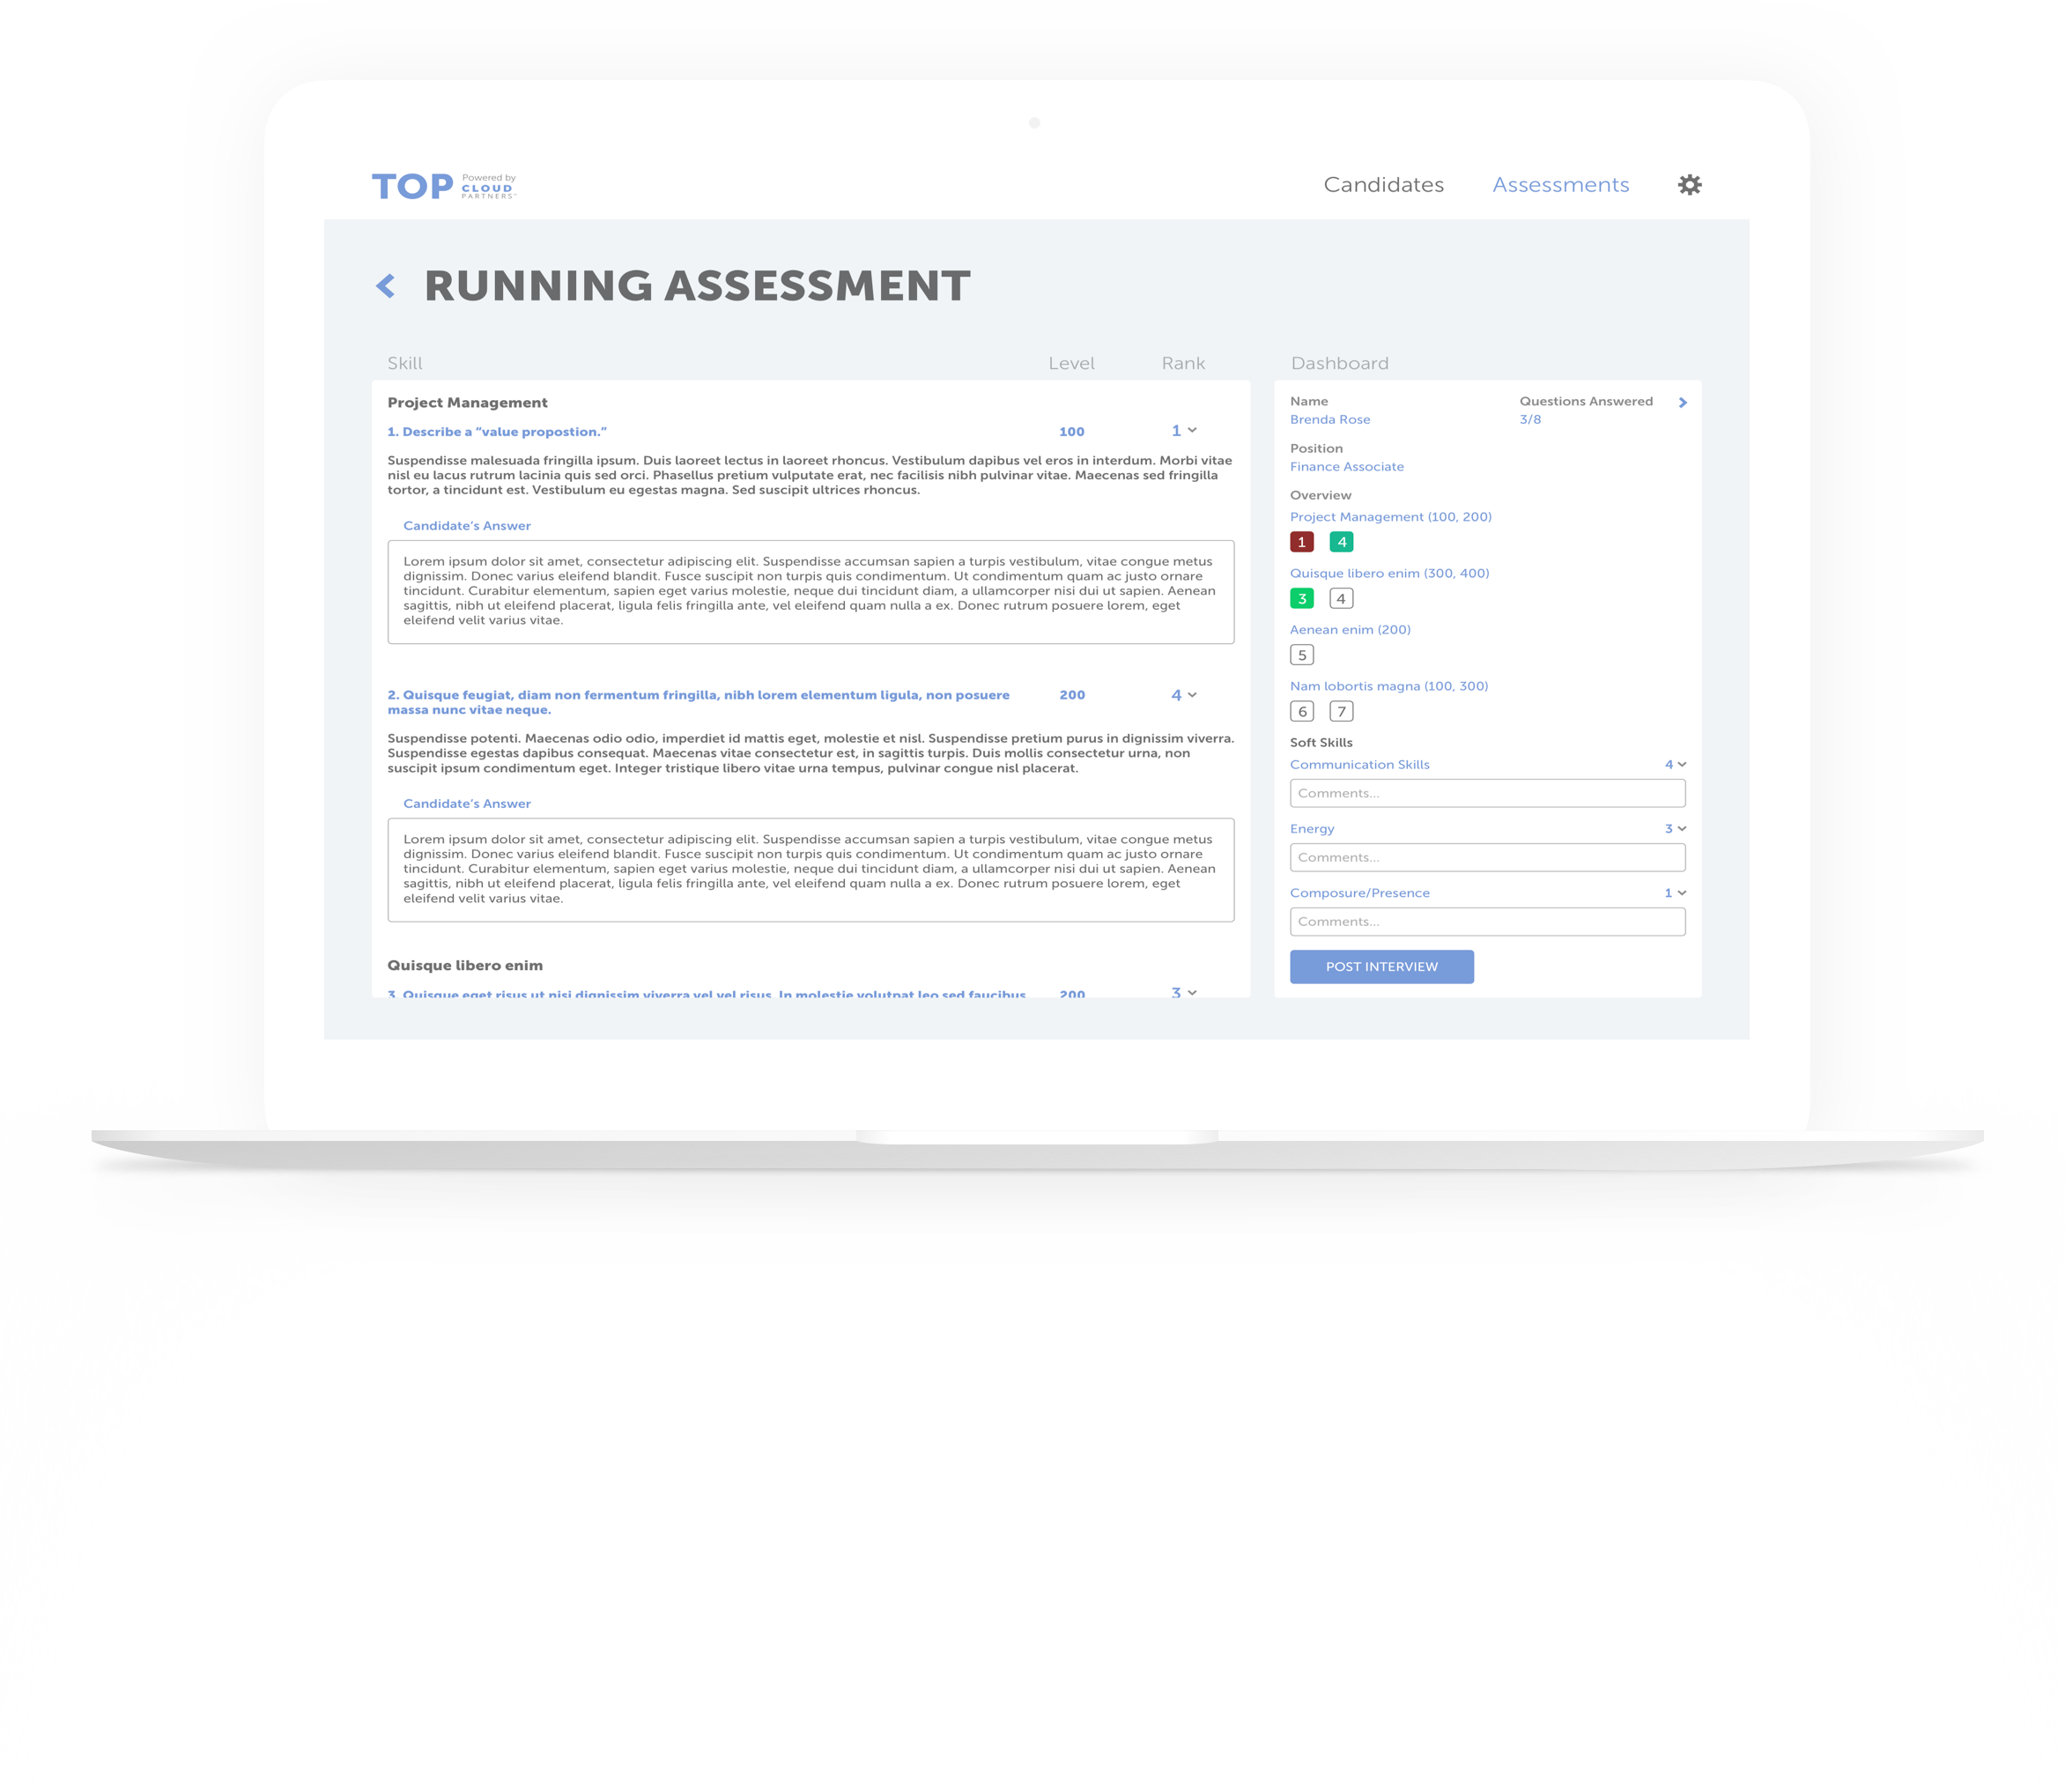 TOP Powered by
CLOUD
PARTNERS
Candidates Assessments
RUNNING ASSESSMENT
Skill Level Rank
Project Management
1. Describe a “value propostion.” 100 1
Suspendisse malesuada fringilla ipsum. Duis laoreet lectus in laoreet rhoncus. Vestibulum dapibus vel eros in interdum. Morbi vitae
nisl eu lacus rutrum lacinia quis sed orci. Phasellus pretium vulputate erat, nec facilisis nibh pulvinar vitae. Maecenas sed fringilla
tortor, a tincidunt est. Vestibulum eu egestas magna. Sed suscipit ultrices rhoncus.
Candidate’s Answer
Lorem ipsum dolor sit amet, consectetur adipiscing elit. Suspendisse accumsan sapien a turpis vestibulum, vitae congue metus
dignissim. Donec varius eleifend blandit. Fusce suscipit non turpis quis condimentum. Ut condimentum quam ac justo ornare
tincidunt. Curabitur elementum, sapien eget varius molestie, neque dui tincidunt diam, a ullamcorper nisi dui ut sapien. Aenean
sagittis, nibh ut eleifend placerat, ligula felis fringilla ante, vel eleifend quam nulla a ex. Donec rutrum posuere lorem, eget
eleifend velit varius vitae.
2. Quisque feugiat, diam non fermentum fringilla, nibh lorem elementum ligula, non posuere 200 4
massa nunc vitae neque.
Suspendisse potenti. Maecenas odio odio, imperdiet id mattis eget, molestie et nisl. Suspendisse pretium purus in dignissim viverra.
Suspendisse egestas dapibus consequat. Maecenas vitae consectetur est, in sagittis turpis. Duis mollis consectetur urna, non
suscipit ipsum condimentum eget. Integer tristique libero vitae urna tempus, pulvinar congue nisl placerat.
Candidate’s Answer
Lorem ipsum dolor sit amet, consectetur adipiscing elit. Suspendisse accumsan sapien a turpis vestibulum, vitae congue metus
dignissim. Donec varius eleifend blandit. Fusce suscipit non turpis quis condimentum. Ut condimentum quam ac justo ornare
tincidunt. Curabitur elementum, sapien eget varius molestie, neque dui tincidunt diam, a ullamcorper nisi dui ut sapien. Aenean
sagittis, nibh ut eleifend placerat, ligula felis fringilla ante, vel eleifend quam nulla a ex. Donec rutrum posuere lorem, eget
eleifend velit varius vitae.
Quisque libero enim
3. Quisque eget risus ut nisi dignissim viverra vel vel risus. In molestie volutpat leo sed faucibus 200 3
Dashboard
Name Questions Answered
Brenda Rose 3/8
Position
Finance Associate
Overview
Project Management (100, 200)
1 4
Quisque libero enim (300, 400)
3 4
Aenean enim (200)
5
Nam lobortis magna (100, 300)
6 7
Soft Skills
Communication Skills 4
Comments...
Energy 3
Comments...
Composure/Presence 1
Comments...
POST INTERVIEW